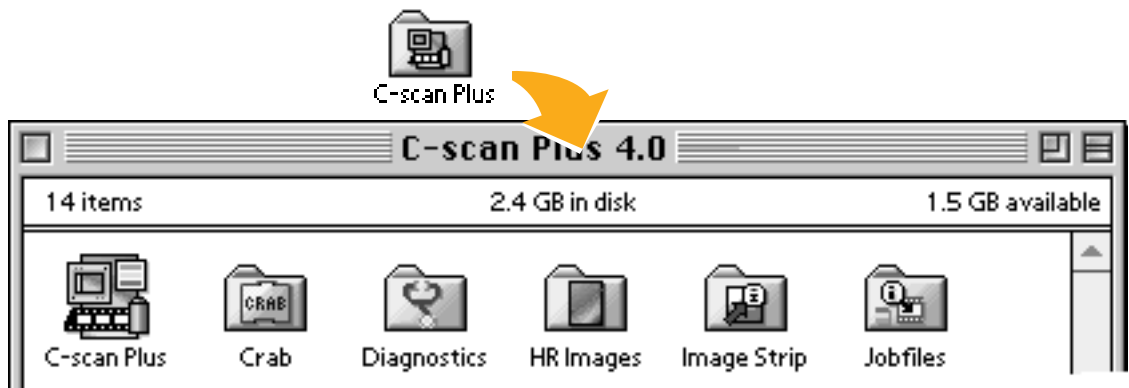 C-scan Plus
C-scan Plus 4.0
14 items 2.4 GB in disk 1.5 GB available
CRAB
C-scan Plus Crab Diagnostics HR Images Image Strip Jobfiles